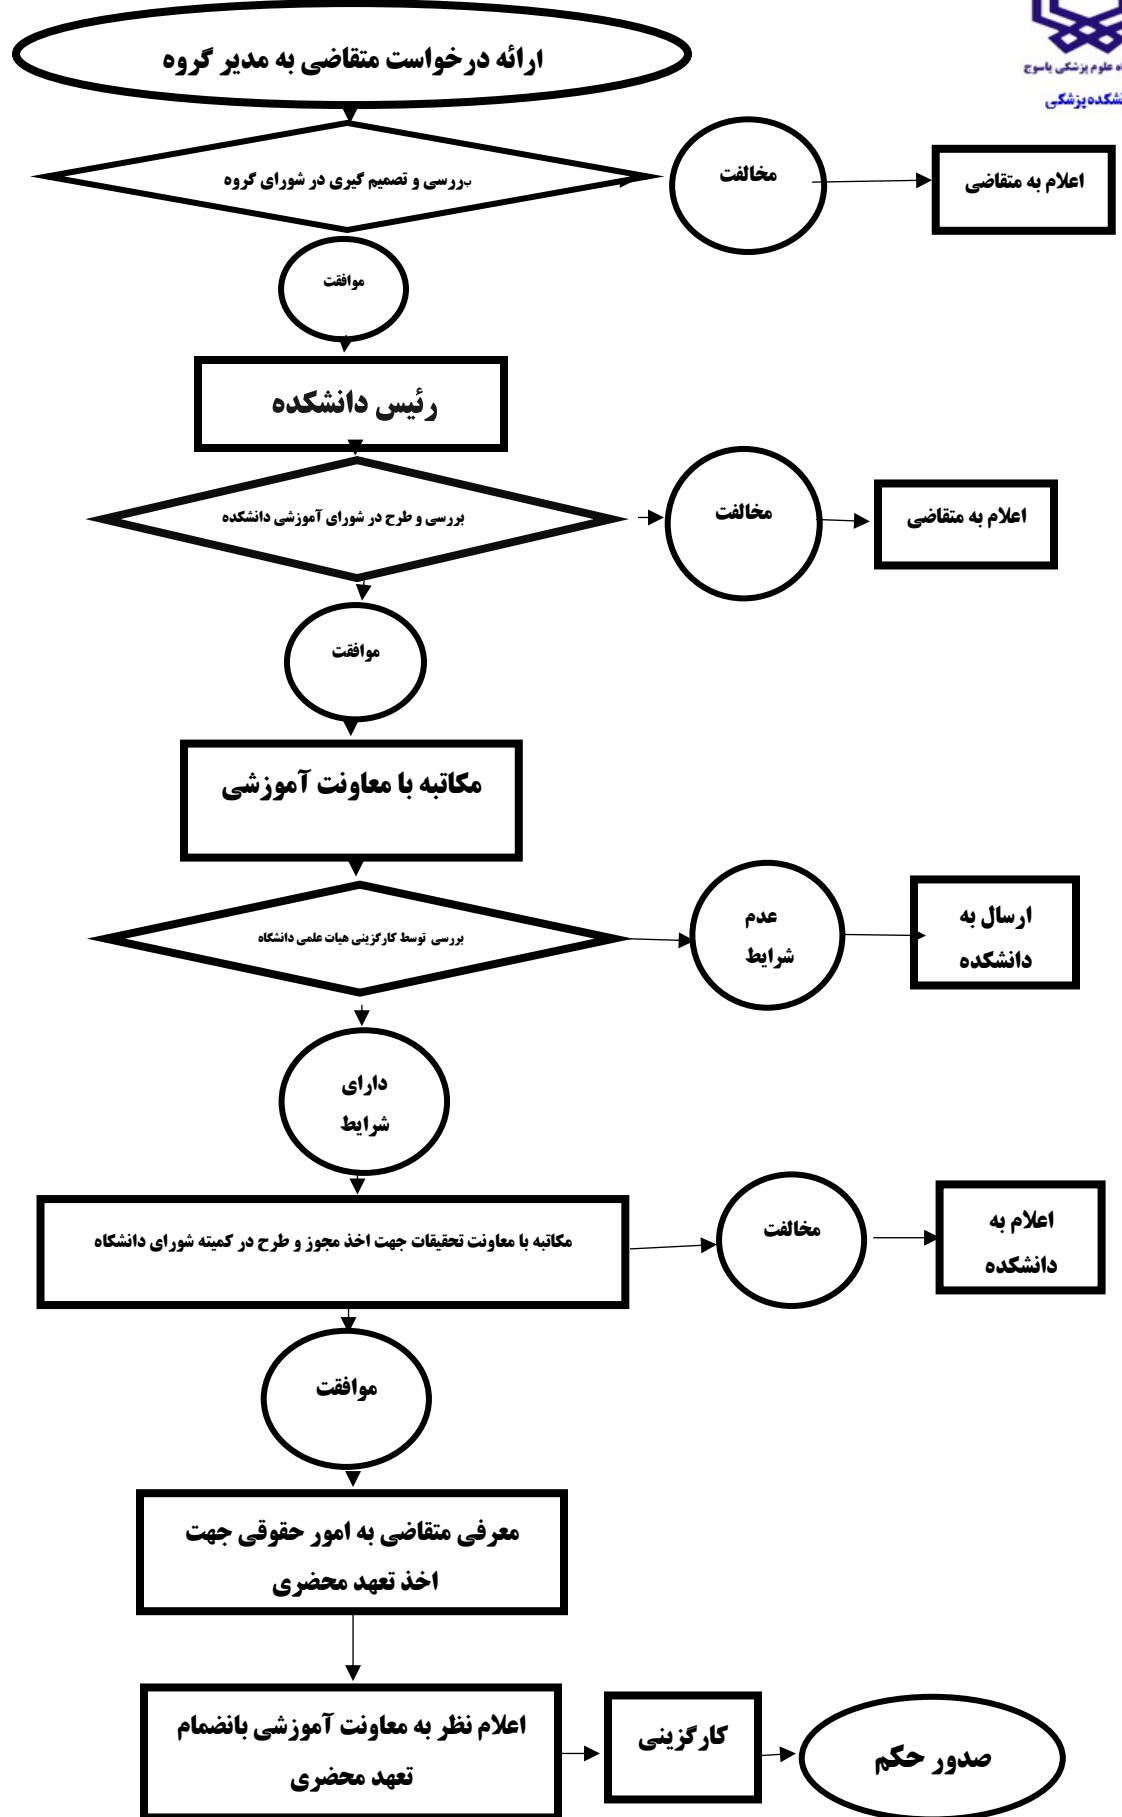 علوم پزشکی یاسوج
ارائه درخواست متقاضی به مدیر گروه
بررسی و تصمیم گیری در شورای گروه
مخالفت
اعلام به متقاضی
موافقت
رئیس دانشکده
بررسی و طرح در شورای آموزشی دانشکده
مخالفت
اعلام به متقاضی
موافقت
مکاتبه با معاونت آموزشی
بررسی توسط کارگزینی هیات علمی دانشگاه
عدم
شرایط
ارسال به
دانشکده
دارای
شرایط
مکاتبه با معاونت تحقیقات جهت اخذ مجوز و طرح در کمیته شورای دانشگاه
مخالفت
اعلام به
دانشکده
موافقت
معرفی متقاضی به امور حقوقی جهت
اخذ تعهد محضری
اعلام نظر به معاونت آموزشی بانضمام
تعهد محضری
کارگزینی
صدور حکم